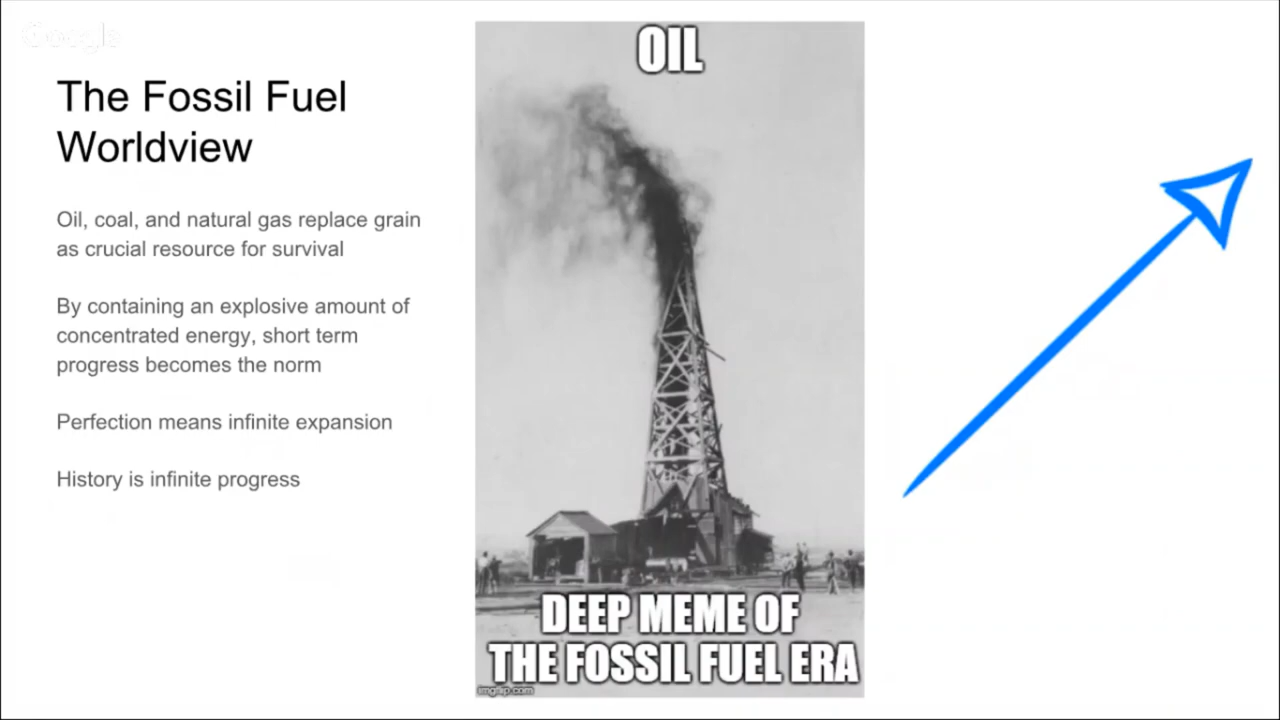 Google
The Fossil Fuel
Worldview
Oil, coal, and natural gas replace grain
as crucial resource for survival
By containing an explosive amount of
concentrated energy, short term
progress becomes the norm
Perfection means infinite expansion
History is infinite progress
OIL
DEEP MEME OF
THE FOSSIL FUEL ERA
imgflip.com